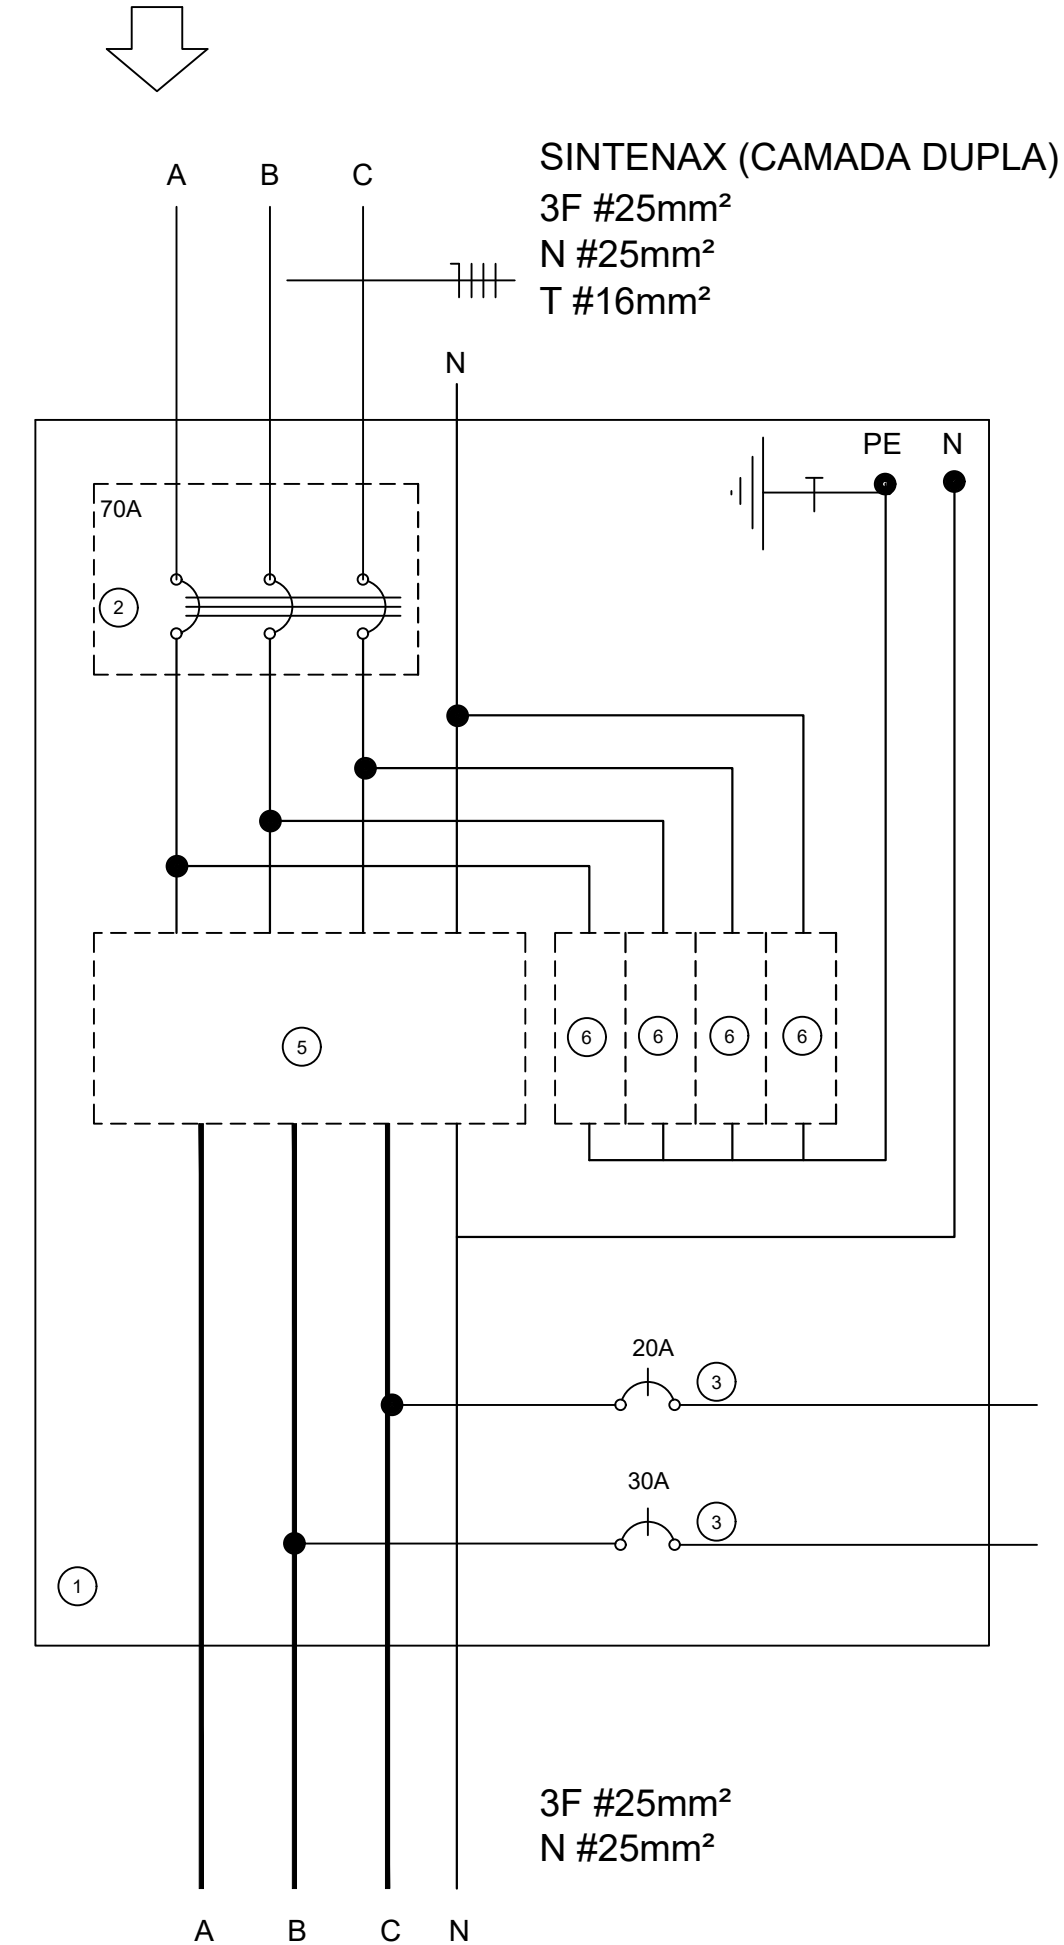 SINTENAX (CAMADA DUPLA)
A B C
3F #25mm²
N #25mm²
T #16mm²
N
PE N
70A
2
5
6 6 6 6
20A
3
30A
3
1
3F #25mm²
N #25mm²
A B C N